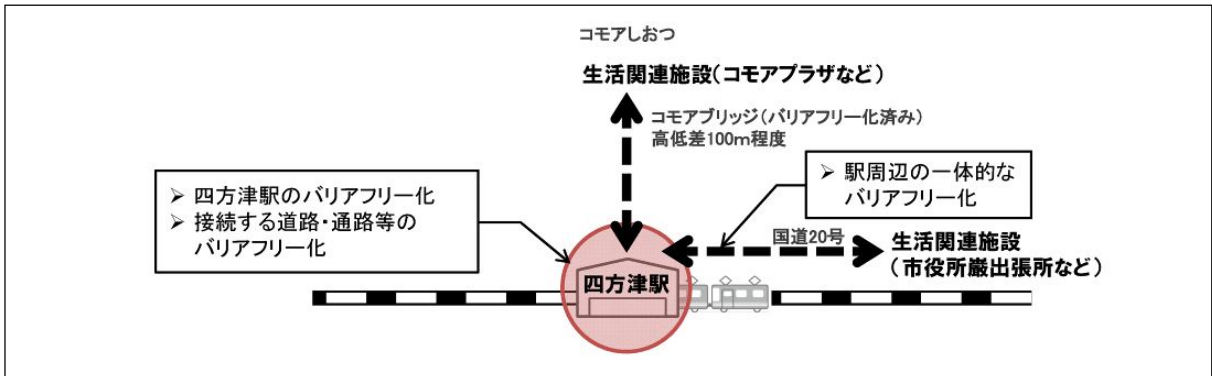 コモアしおつ
生活関連施設(コモアプラザなど)
コモアブリッジ(バリアフリー化済み)
高低差100m程度
➢ 駅周辺の一体的な
バリアフリー化
➢ 四方津駅のバリアフリー化
➢ 接続する道路・通路等の
バリアフリー化
国道20号
生活関連施設
(市役所巌出張所など)
四方津駅